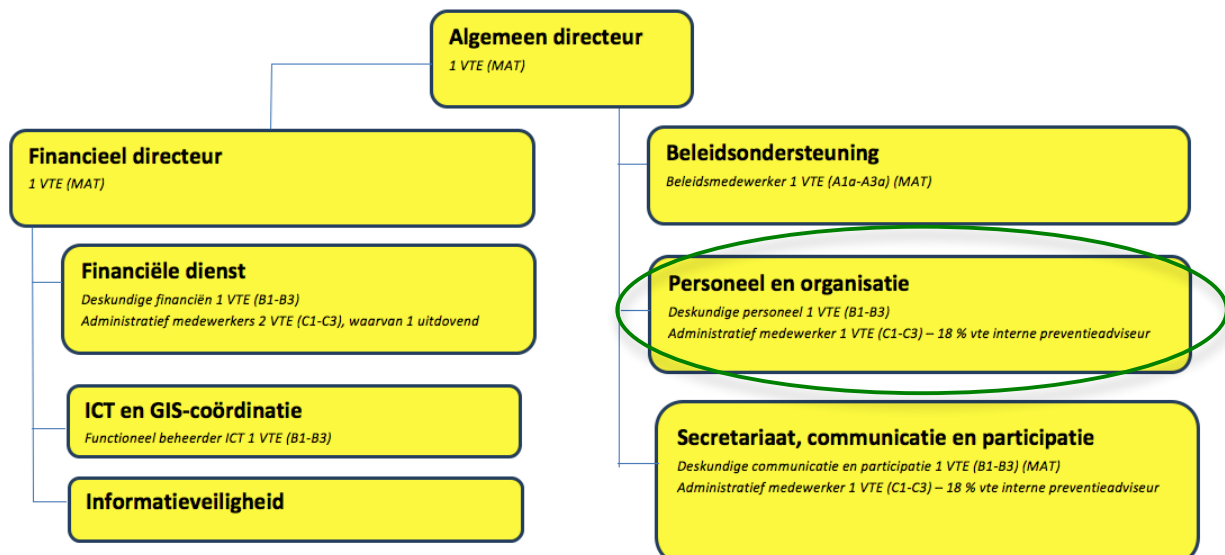 Algemeen directeur
1 VTE (MAT)
Financieel directeur
1 VTE (MAT)
Financiële dienst
Deskundige financiën 1 VTE (B1-B3)
Administratief medewerkers 2 VTE (C1-C3), waarvan 1 uitdovend
ICT en GIS-coördinatie
Functioneel beheerder ICT 1 VTE (B1-B3)
Informatieveiligheid
Beleidsondersteuning
Beleidsmedewerker 1 VTE (A1a-A3a) (MAT)
Personeel en organisatie
Deskundige personeel 1 VTE (B1-B3)
Administratief medewerker 1 VTE (C1-C3) – 18 % vte interne preventieadviseur
Secretariaat, communicatie en participatie
Deskundige communicatie en participatie 1 VTE (B1-B3) (MAT)
Administratief medewerker 1 VTE (C1-C3) – 18 % vte interne preventieadviseur